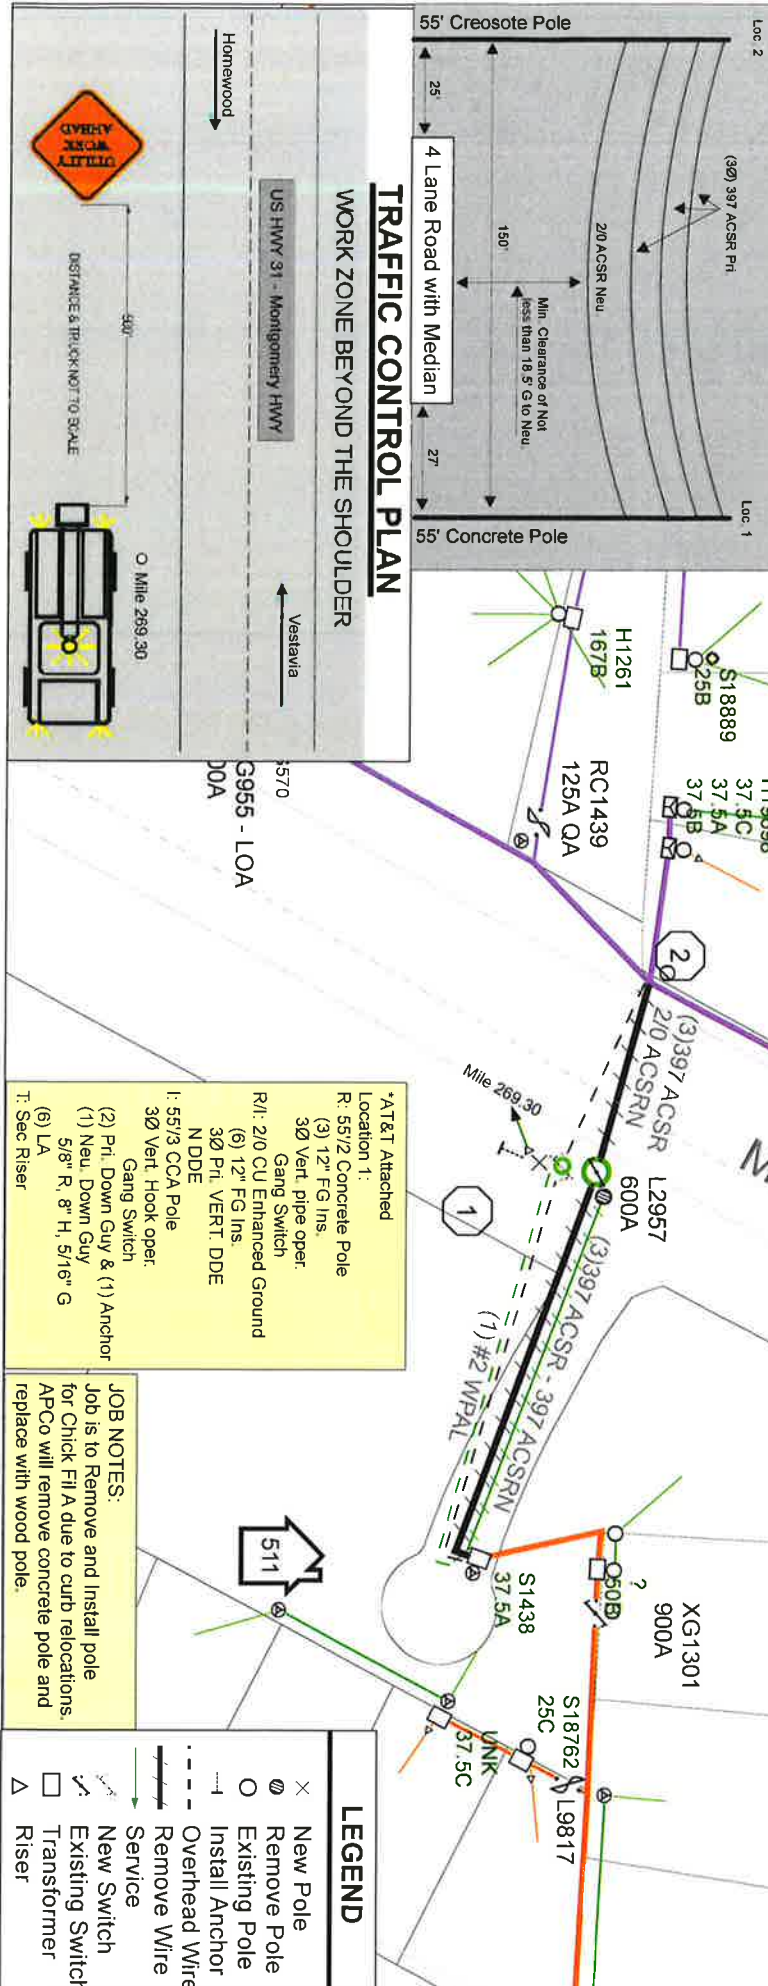 55' Creosote Pole
Loc. 2
(3Ø) 397 ACSR Pri.
2/0 ACSR Neu.
25'
150'
27'
4 Lane Road with Median
Min. Clearance of Not
less than 18.5' G to Neu.
55' Concrete Pole
Loc. 1
TRAFFIC CONTROL PLAN
WORK ZONE BEYOND THE SHOULDER
Homewood
US HWY 31 - Montgomery HWY
Vestavia
UTILITY
WORK
AHEAD
500'
DISTANCE & TRUCK NOT TO SCALE
Mile 269.30
H1261
167B
S18889
25B
37.5C
37.5A
37.5B
RC1439
125A QA
G955 - LOA
2
(3)397 ACSR
2/0 ACSRN
Mile 269.30
L2957
600A
1
(3)397 ACSR - 397 ACSRN
(1) #2 WPAL
*AT&T Attached
Location 1:
R: 55'/2 Concrete Pole
(3) 12" FG Ins.
3Ø Vert. pipe oper.
Gang Switch
R/I: 2/0 CU Enhanced Ground
(6) 12" FG Ins.
3Ø Pri. VERT. DDE
N DDE
I: 55'/3 CCA Pole
3Ø Vert. Hook oper.
Gang Switch
(2) Pri. Down Guy & (1) Anchor
(1) Neu. Down Guy
5/8" R, 8" H, 5/16" G
(6) LA
T: Sec Riser
JOB NOTES:
Job is to Remove and Install pole
for Chick Fil A due to curb relocations.
APCo will remove concrete pole and
replace with wood pole.
511
S1438
37.5A
?
50B
XG1301
900A
S18762
25C
UNK
37.5C
L9817
LEGEND
New Pole
Remove Pole
Existing Pole
Install Anchor
Overhead Wire
Remove Wire
Service
New Switch
Existing Switch
Transformer
Riser